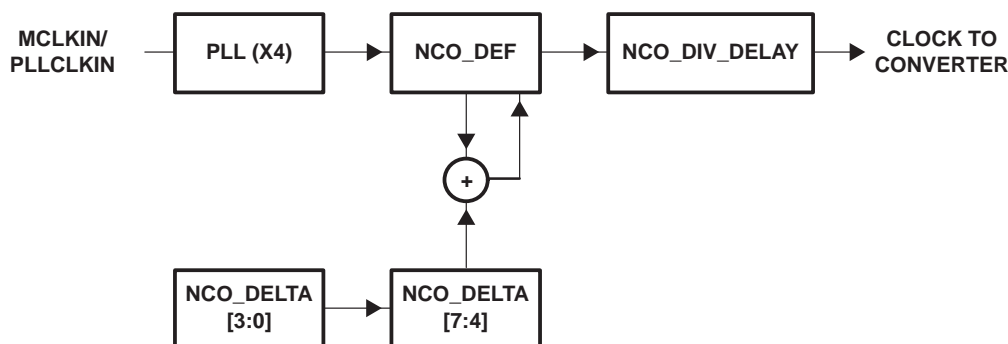 MCLKIN/
PLLCLKIN
PLL (X4)
NCO_DEF
NCO_DIV_DELAY
CLOCK TO
CONVERTER
+
NCO_DELTA
[3:0]
NCO_DELTA
[7:4]